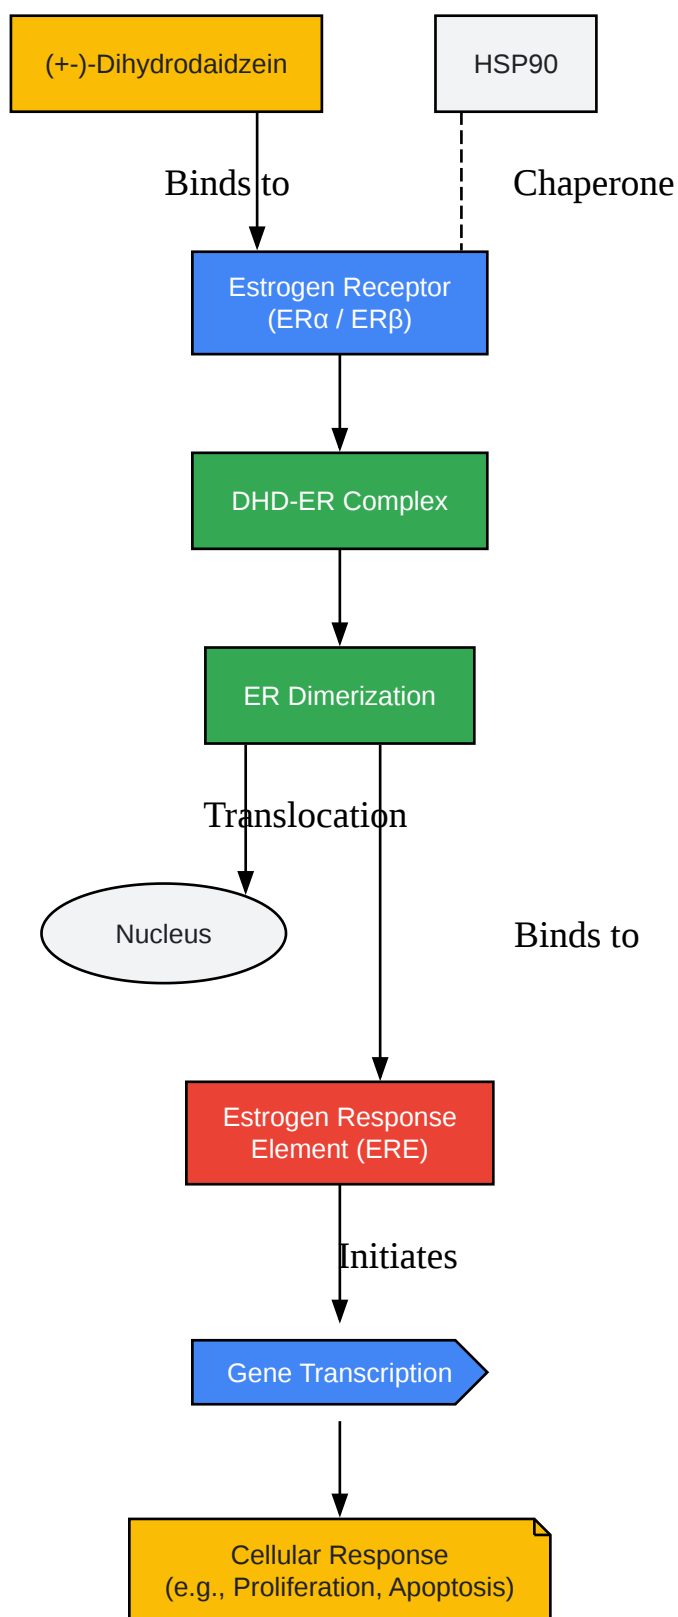 (+-)-Dihydrodaidzein
HSP90
Binds to
Chaperone
Estrogen Receptor
(ERα / ERβ)
DHD-ER Complex
ER Dimerization
Translocation
Nucleus
Binds to
Estrogen Response
Element (ERE)
Initiates
Gene Transcription
Cellular Response
(e.g., Proliferation, Apoptosis)